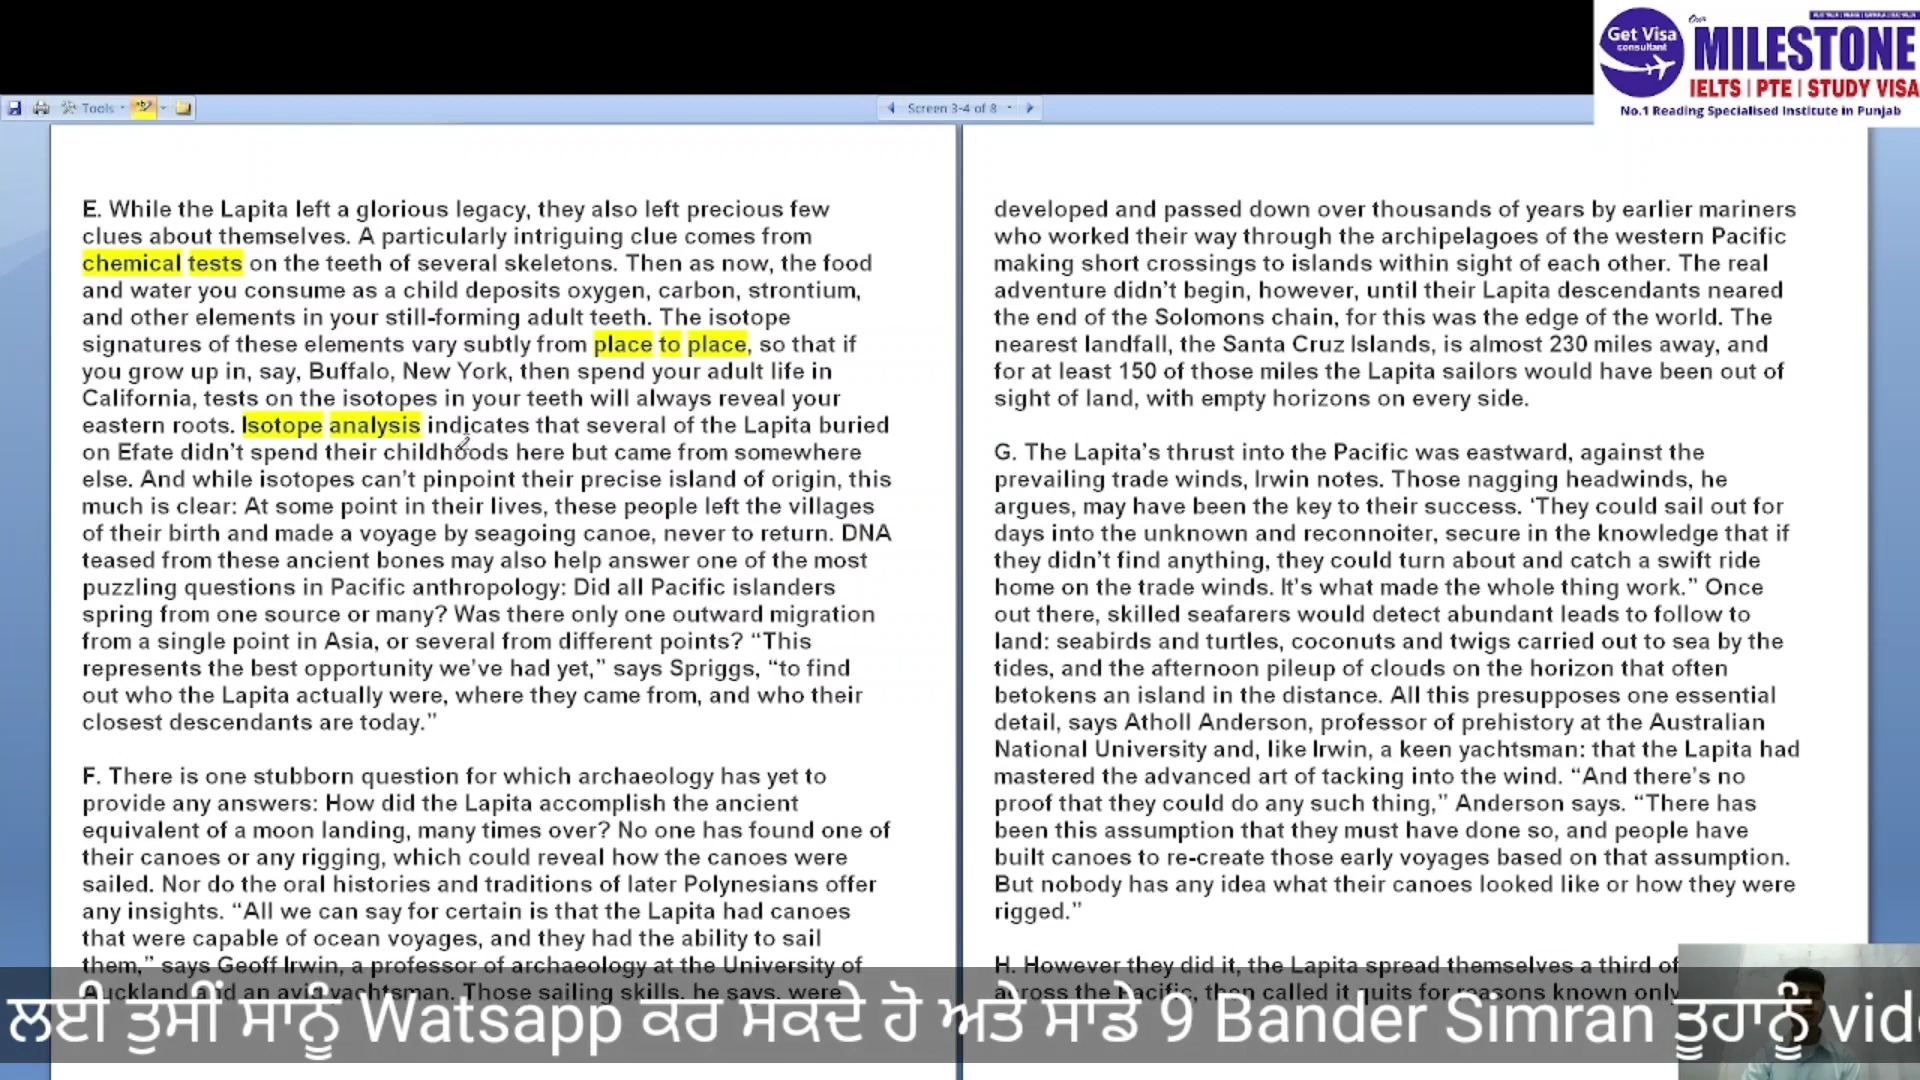 Get Visa
consultant
Our
MILESTONE
IELTS | PTE | STUDY VISA
No.1 Reading Specialised Institute in Punjab
Tools
Screen 3-4 of 8
E. While the Lapita left a glorious legacy, they also left precious few
clues about themselves. A particularly intriguing clue comes from
chemical tests on the teeth of several skeletons. Then as now, the food
and water you consume as a child deposits oxygen, carbon, strontium,
and other elements in your still-forming adult teeth. The isotope
signatures of these elements vary subtly from place to place, so that if
you grow up in, say, Buffalo, New York, then spend your adult life in
California, tests on the isotopes in your teeth will always reveal your
eastern roots. Isotope analysis indicates that several of the Lapita buried
on Efate didn’t spend their childhoods here but came from somewhere
else. And while isotopes can’t pinpoint their precise island of origin, this
much is clear: At some point in their lives, these people left the villages
of their birth and made a voyage by seagoing canoe, never to return. DNA
teased from these ancient bones may also help answer one of the most
puzzling questions in Pacific anthropology: Did all Pacific islanders
spring from one source or many? Was there only one outward migration
from a single point in Asia, or several from different points? “This
represents the best opportunity we’ve had yet,” says Spriggs, “to find
out who the Lapita actually were, where they came from, and who their
closest descendants are today.”
F. There is one stubborn question for which archaeology has yet to
provide any answers: How did the Lapita accomplish the ancient
equivalent of a moon landing, many times over? No one has found one of
their canoes or any rigging, which could reveal how the canoes were
sailed. Nor do the oral histories and traditions of later Polynesians offer
any insights. “All we can say for certain is that the Lapita had canoes
that were capable of ocean voyages, and they had the ability to sail
them,” says Geoff Irwin, a professor of archaeology at the University of
Auckland and an avid yachtsman. Those sailing skills, he says, were
developed and passed down over thousands of years by earlier mariners
who worked their way through the archipelagoes of the western Pacific
making short crossings to islands within sight of each other. The real
adventure didn’t begin, however, until their Lapita descendants neared
the end of the Solomons chain, for this was the edge of the world. The
nearest landfall, the Santa Cruz Islands, is almost 230 miles away, and
for at least 150 of those miles the Lapita sailors would have been out of
sight of land, with empty horizons on every side.
G. The Lapita’s thrust into the Pacific was eastward, against the
prevailing trade winds, Irwin notes. Those nagging headwinds, he
argues, may have been the key to their success. ‘They could sail out for
days into the unknown and reconnoiter, secure in the knowledge that if
they didn’t find anything, they could turn about and catch a swift ride
home on the trade winds. It’s what made the whole thing work.” Once
out there, skilled seafarers would detect abundant leads to follow to
land: seabirds and turtles, coconuts and twigs carried out to sea by the
tides, and the afternoon pileup of clouds on the horizon that often
betokens an island in the distance. All this presupposes one essential
detail, says Atholl Anderson, professor of prehistory at the Australian
National University and, like Irwin, a keen yachtsman: that the Lapita had
mastered the advanced art of tacking into the wind. “And there’s no
proof that they could do any such thing,” Anderson says. “There has
been this assumption that they must have done so, and people have
built canoes to re-create those early voyages based on that assumption.
But nobody has any idea what their canoes looked like or how they were
rigged.”
H. However they did it, the Lapita spread themselves a third of
across the Pacific, then called it quits for reasons known only
ਲਈ ਤੁਸੀਂ ਸਾਨੂੰ Watsapp ਕਰ ਸਕਦੇ ਹੋ ਅਤੇ ਸਾਡੇ 9 Bander Simran ਤੁਹਾਨੂੰ vid